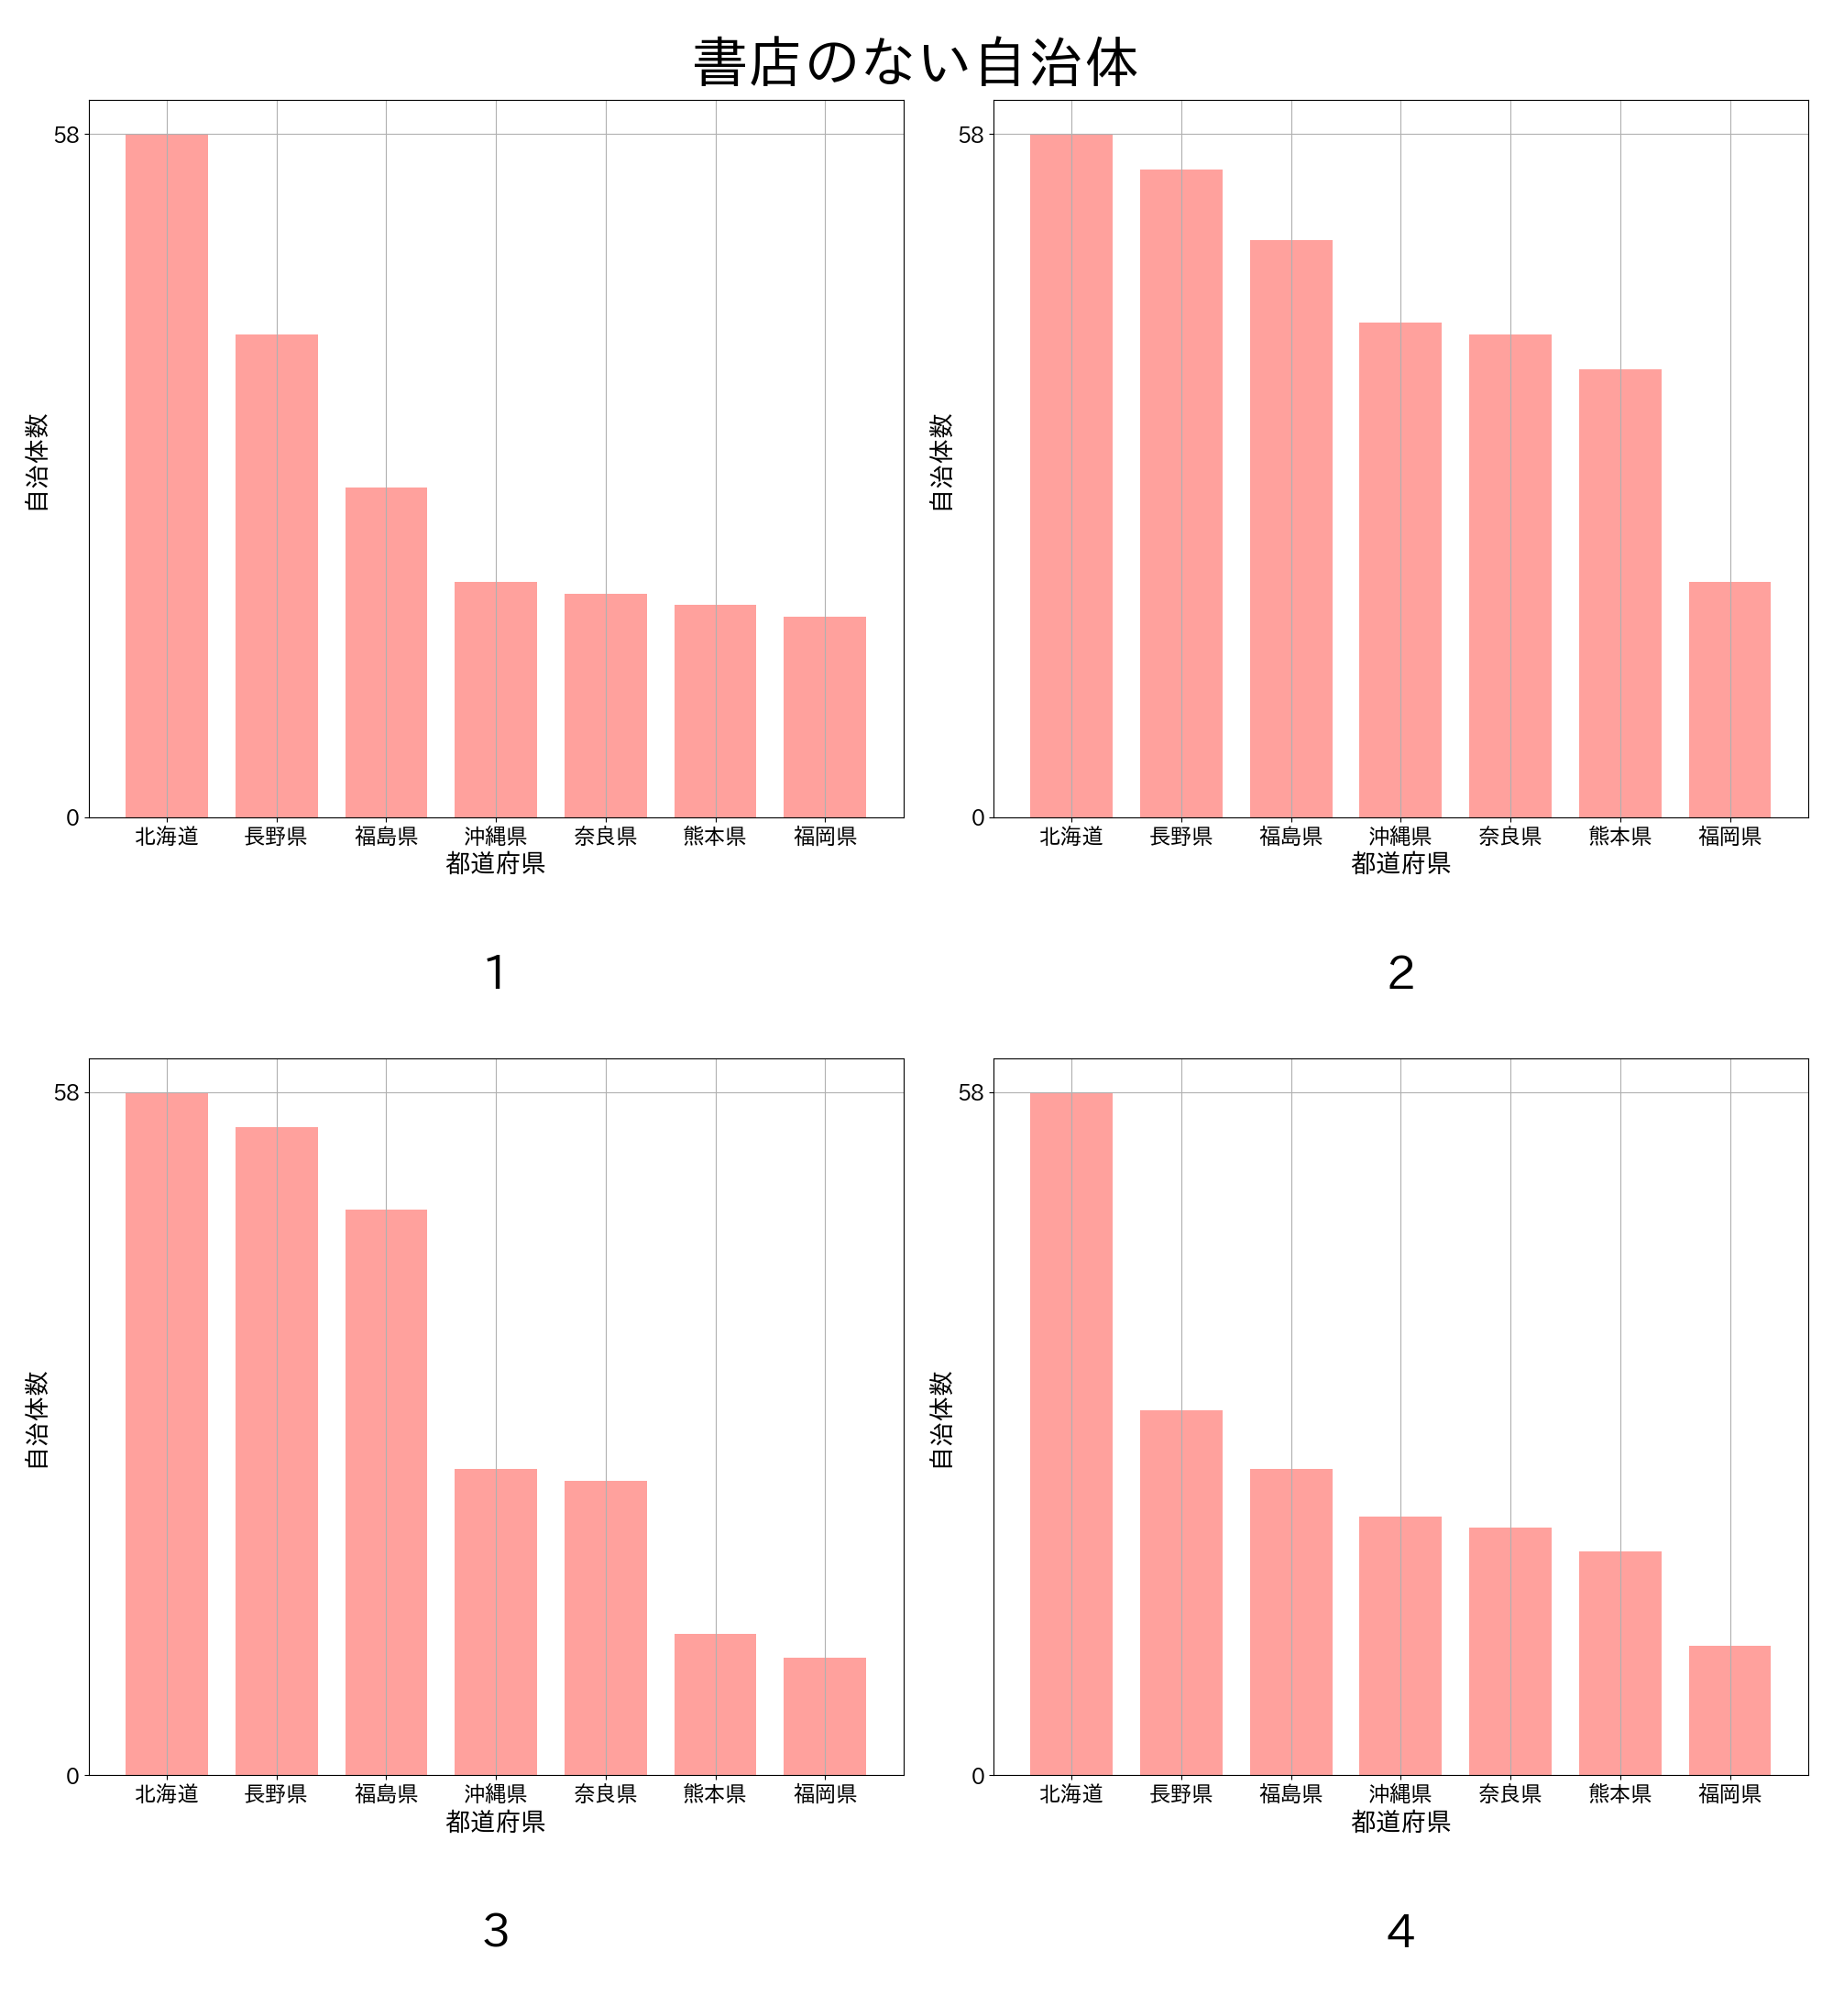 書店のない自治体
58
0
自治体数
北海道 長野県 福島県 沖縄県 奈良県 熊本県 福岡県
都道府県
1
58
0
自治体数
北海道 長野県 福島県 沖縄県 奈良県 熊本県 福岡県
都道府県
2
58
0
自治体数
北海道 長野県 福島県 沖縄県 奈良県 熊本県 福岡県
都道府県
3
58
0
自治体数
北海道 長野県 福島県 沖縄県 奈良県 熊本県 福岡県
都道府県
4